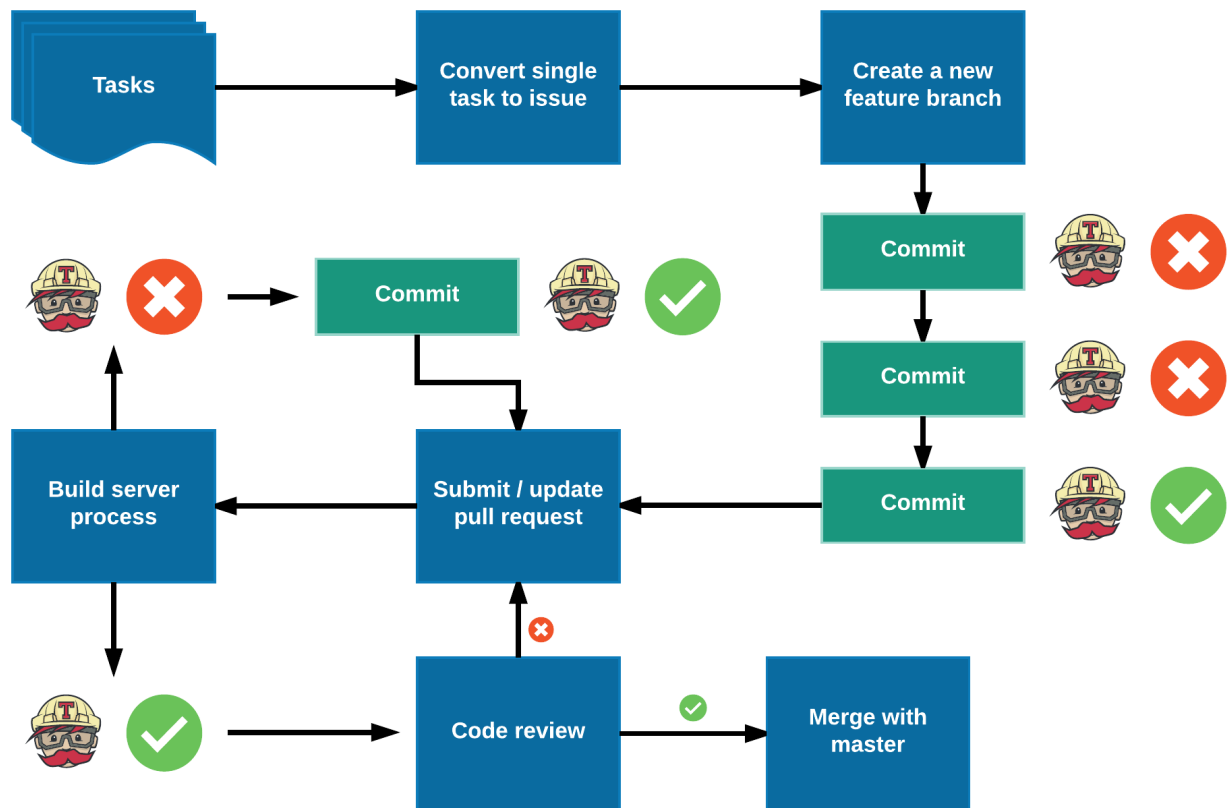 Tasks
Convert single
task to issue
Create a new
feature branch
T
Commit
T
Commit
T
Commit
T
Commit
T
Build server
process
Submit / update
pull request
Commit
T
T
Code review
Merge with
master